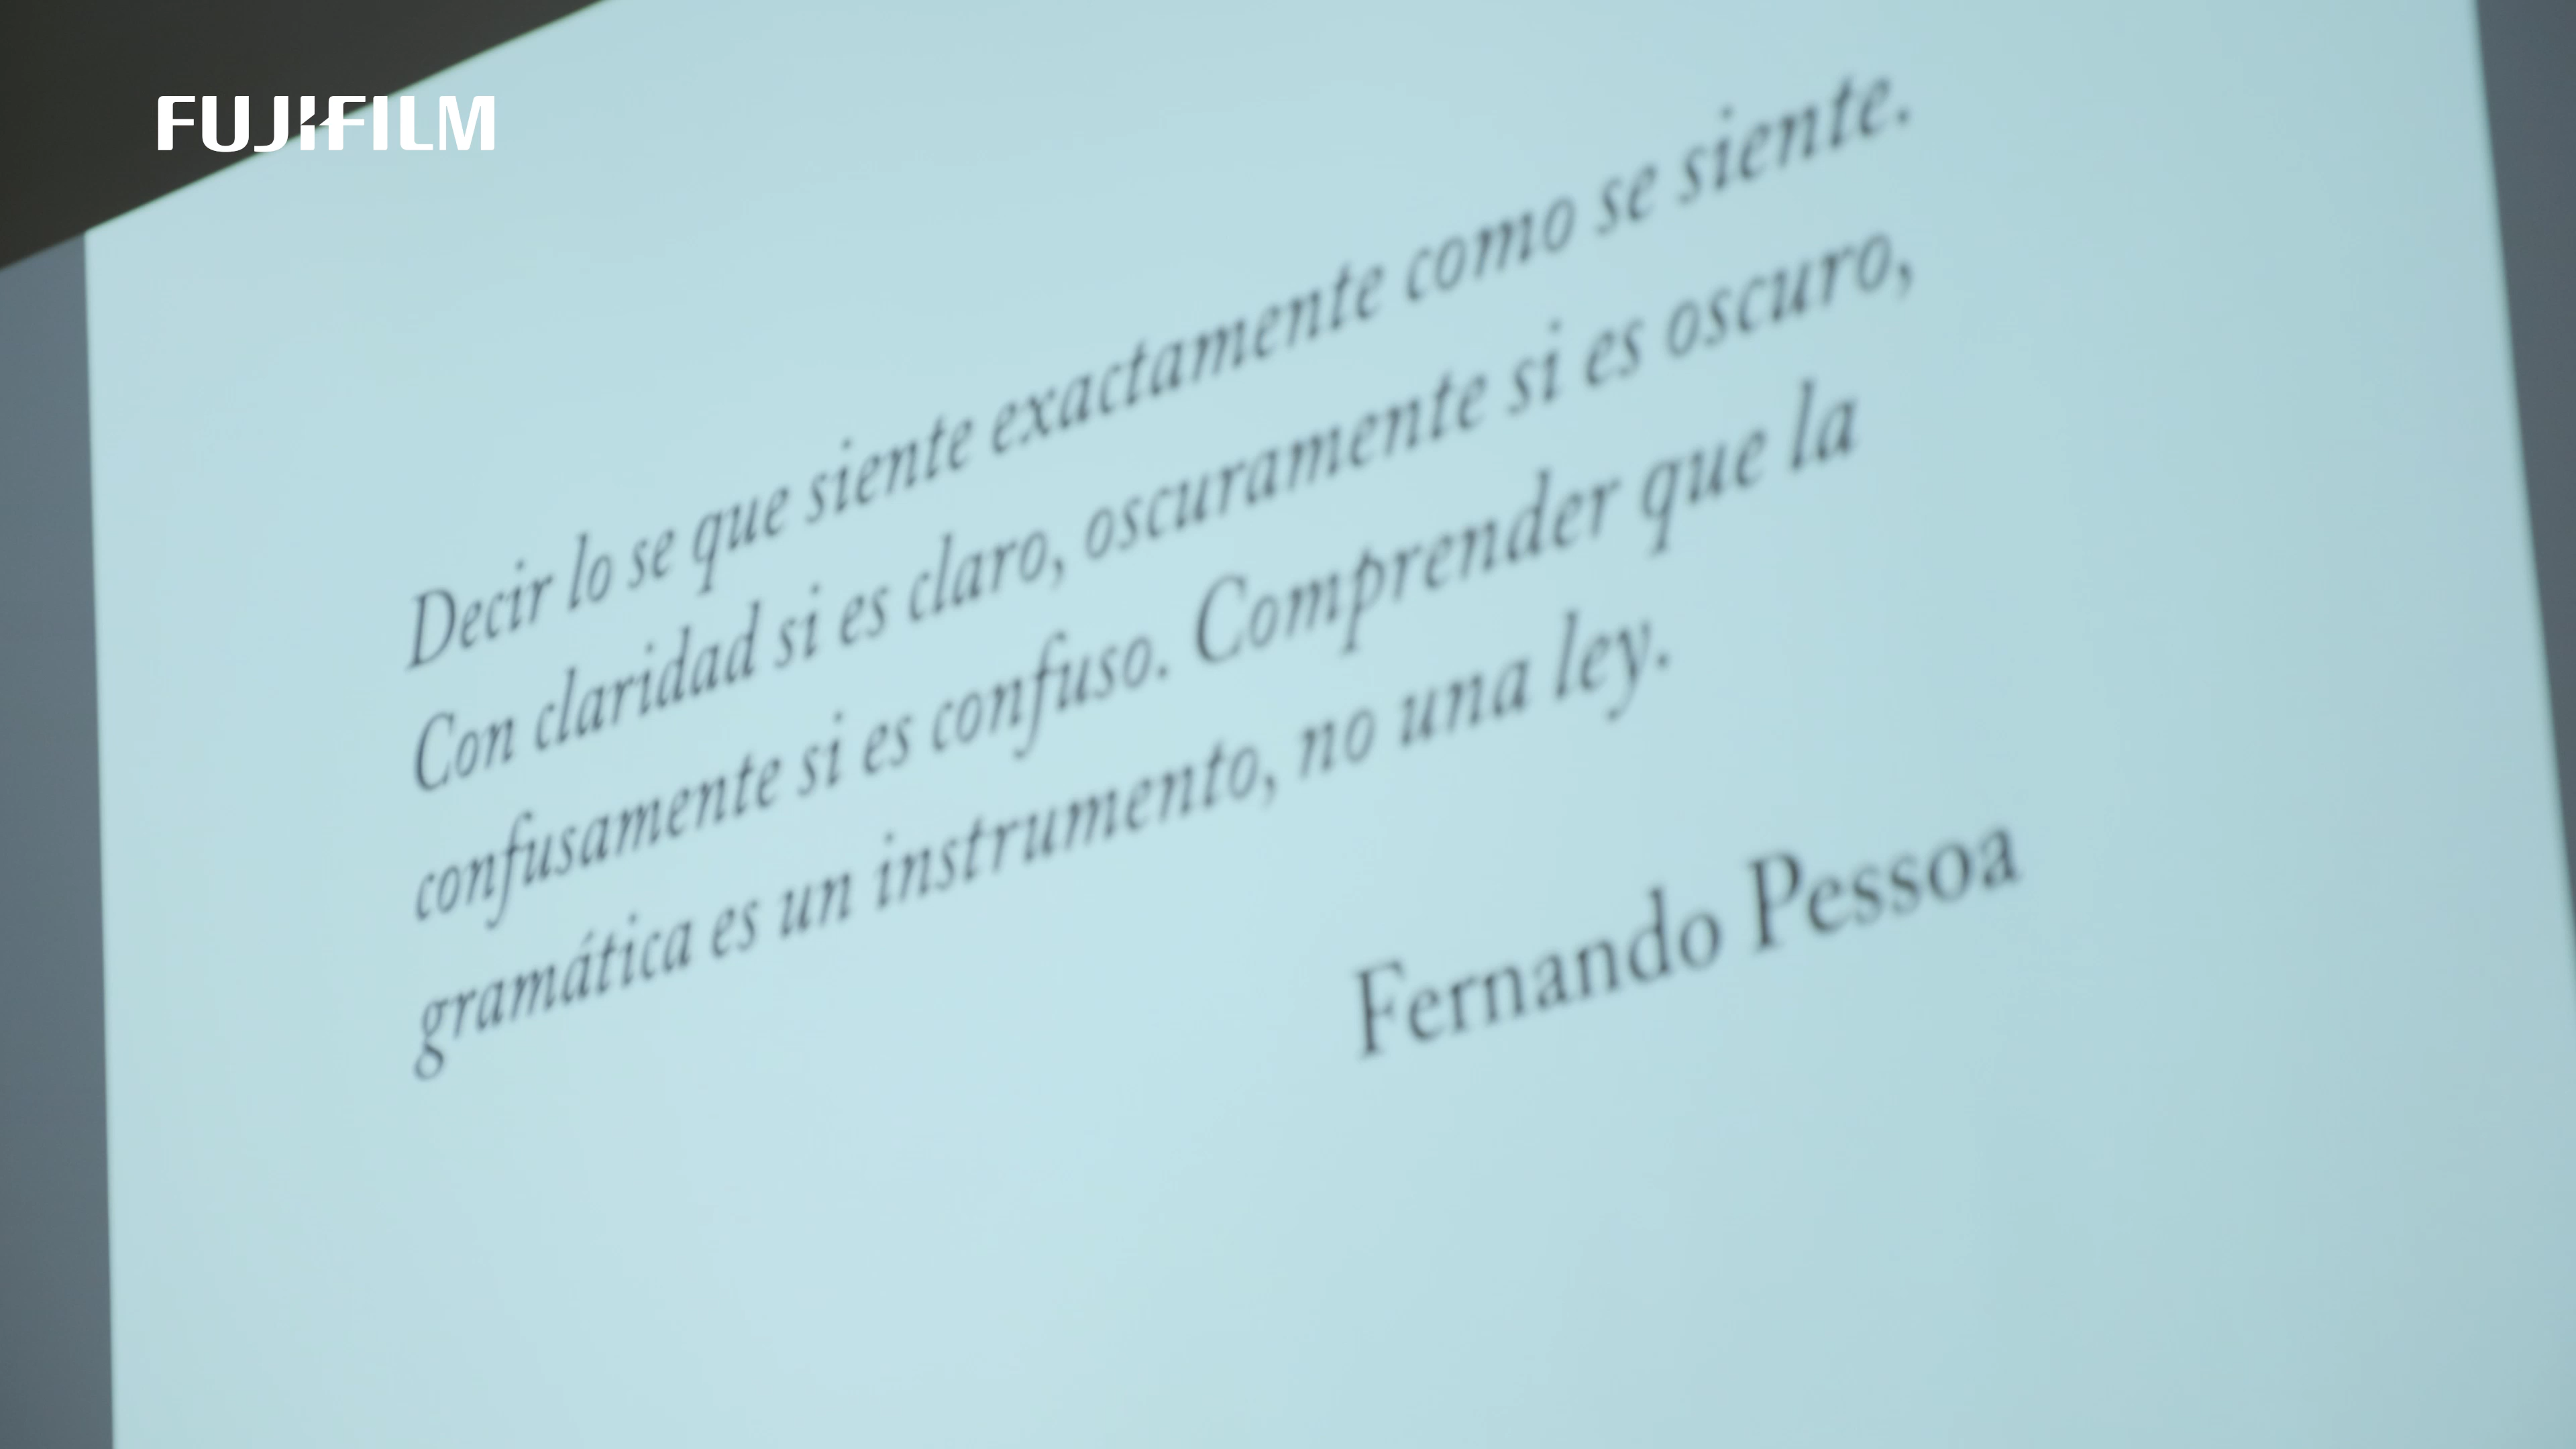 FUJIFILM
Decir lo se que siente exactamente como se siente.
Con claridad si es claro, oscuramente si es oscuro,
confusamente si es confuso. Comprender que la
gramática es un instrumento, no una ley.
Fernando Pessoa